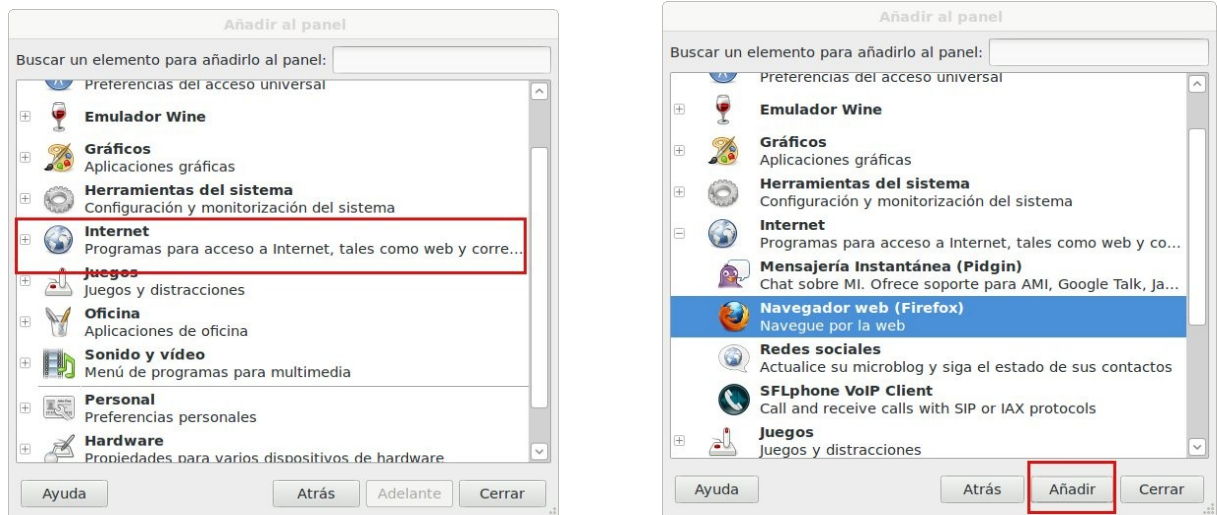 Añadir al panel
Buscar un elemento para añadirlo al panel:
Preferencias del acceso universal
Emulador Wine
Gráficos
Aplicaciones gráficas
Herramientas del sistema
Configuración y monitorización del sistema
Internet
Programas para acceso a Internet, tales como web y corre...
Juegos
Juegos y distracciones
Oficina
Aplicaciones de oficina
Sonido y vídeo
Menú de programas para multimedia
Personal
Preferencias personales
Hardware
Propiedades para varios dispositivos de hardware
Ayuda Atrás Adelante Cerrar
Añadir al panel
Buscar un elemento para añadirlo al panel:
Preferencias del acceso universal
Emulador Wine
Gráficos
Aplicaciones gráficas
Herramientas del sistema
Configuración y monitorización del sistema
Internet
Programas para acceso a Internet, tales como web y co...
Mensajería Instantánea (Pidgin)
Chat sobre MI. Ofrece soporte para AMI, Google Talk, Ja...
Navegador web (Firefox)
Navegue por la web
Redes sociales
Actualice su microblog y siga el estado de sus contactos
SFLphone VoIP Client
Call and receive calls with SIP or IAX protocols
Juegos
Juegos y distracciones
Ayuda Atrás Añadir Cerrar